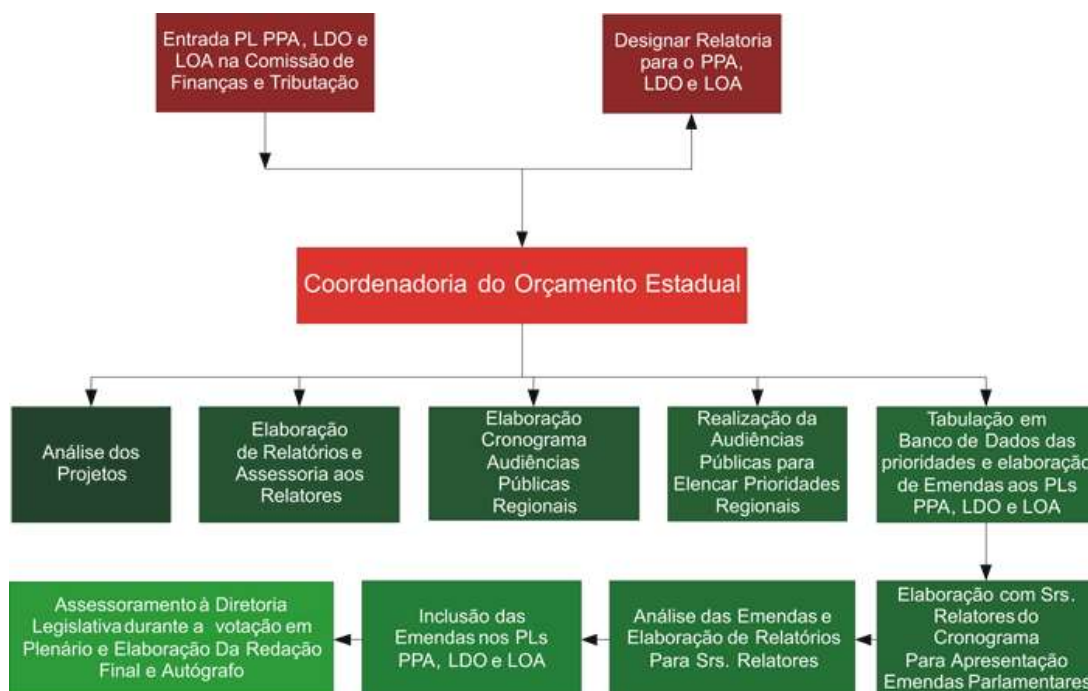 Entrada PL PPA, LDO e
LOA na Comissão de
Finanças e Tributação
Designar Relatoria
para o PPA,
LDO e LOA
Coordenadoria do Orçamento Estadual
Análise dos
Projetos
Elaboração
de Relatórios e
Assessoria aos
Relatores
Elaboração
Cronograma
Audiências
Públicas
Regionais
Realização da
Audiências
Públicas para
Elencar Prioridades
Regionais
Tabulação em
Banco de Dados das
prioridades e elaboração
de Emendas aos PLs
PPA, LDO e LOA
Assessoramento à Diretoria
Legislativa durante a votação em
Plenário e Elaboração Da Redação
Final e Autógrafo
Inclusão das
Emendas nos PLs
PPA, LDO e LOA
Análise das Emendas e
Elaboração de Relatórios
Para Srs. Relatores
Elaboração com Srs.
Relatores do
Cronograma
Para Apresentação
Emendas Parlamentares